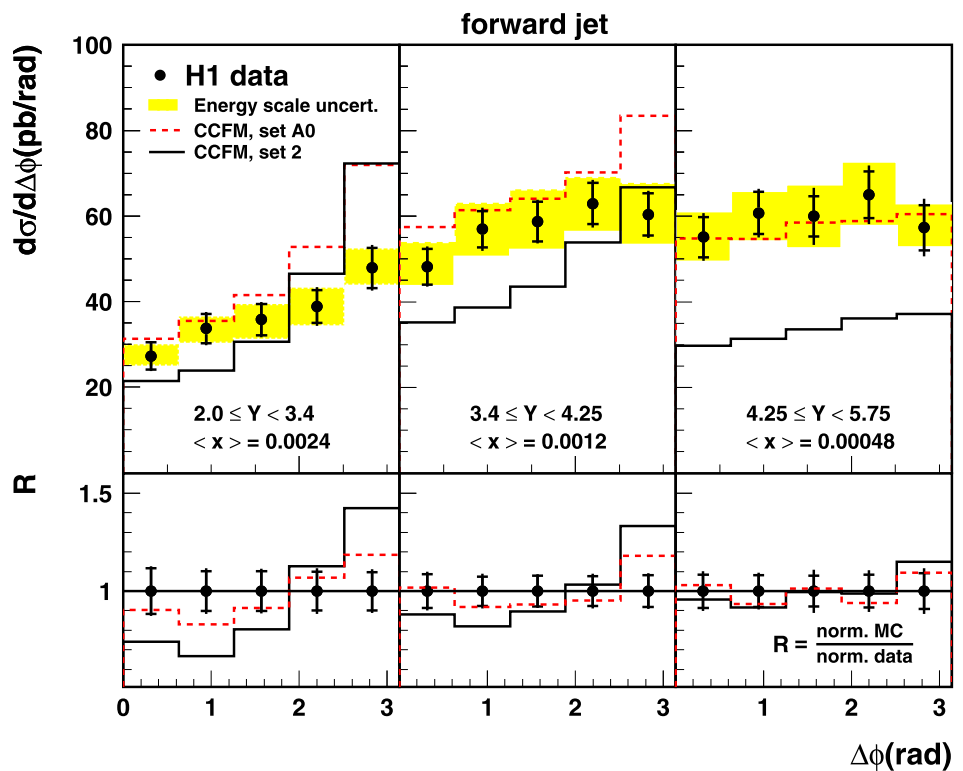 forward jet
dσ/dΔϕ(pb/rad)
100
80
60
40
20
H1 data
Energy scale uncert.
CCFM, set A0
CCFM, set 2
2.0 ≤ Y < 3.4
< x > = 0.0024
3.4 ≤ Y < 4.25
< x > = 0.0012
4.25 ≤ Y < 5.75
< x > = 0.00048
R
1.5
1
R = norm. MC
norm. data
0 1 2 3 1 2 3 1 2 3
Δϕ(rad)